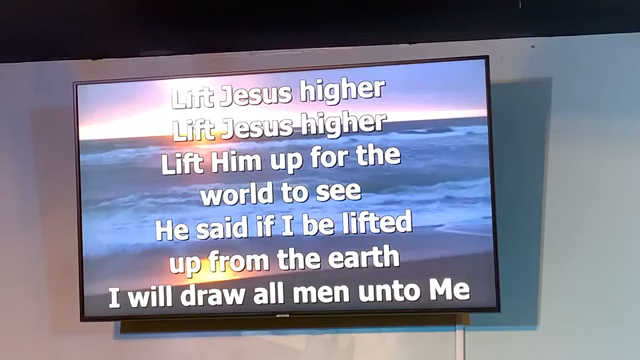 Lift Jesus higher
Lift Jesus higher
Lift Him up for the
world to see
He said if I be lifted
up from the earth
I will draw all men unto Me